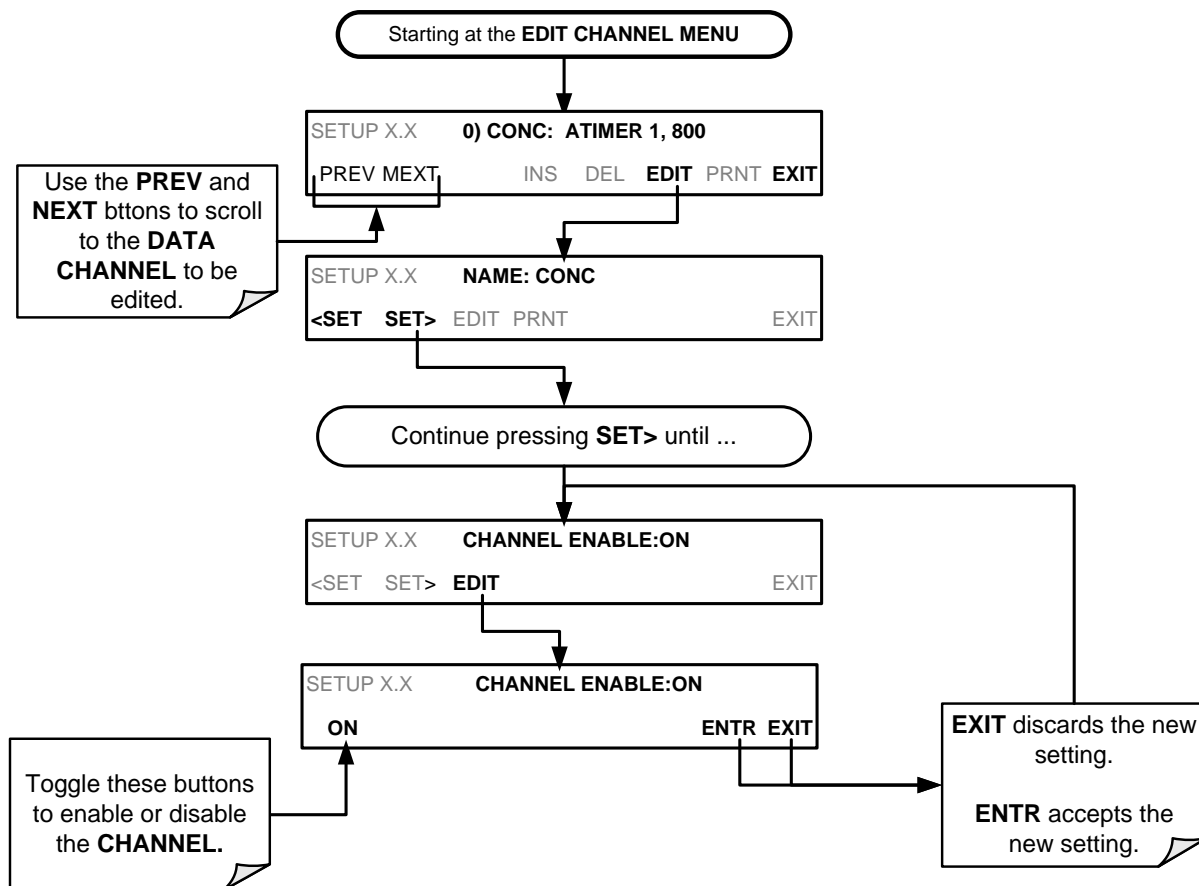 Starting at the EDIT CHANNEL MENU
SETUP X.X 0) CONC: ATIMER 1, 800
PREV MEXT INS DEL EDIT PRNT EXIT
Use the PREV and
NEXT bttons to scroll
to the DATA
CHANNEL to be
edited.
SETUP X.X NAME: CONC
<SET SET> EDIT PRNT EXIT
Continue pressing SET> until ...
SETUP X.X CHANNEL ENABLE:ON
<SET SET> EDIT EXIT
SETUP X.X CHANNEL ENABLE:ON
ON ENTR EXIT
Toggle these buttons
to enable or disable
the CHANNEL.
EXIT discards the new
setting.
ENTR accepts the
new setting.